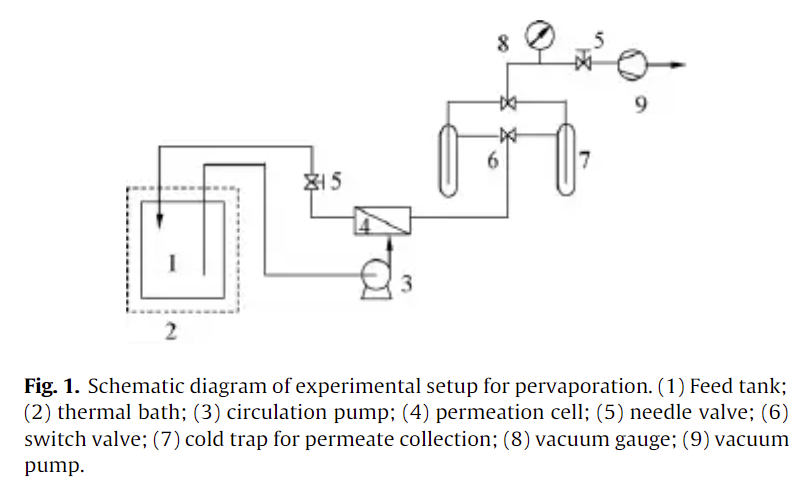 8
5
9
6
7
5
4
1
3
2
Fig. 1. Schematic diagram of experimental setup for pervaporation. (1) Feed tank;
(2) thermal bath; (3) circulation pump; (4) permeation cell; (5) needle valve; (6)
switch valve; (7) cold trap for permeate collection; (8) vacuum gauge; (9) vacuum
pump.